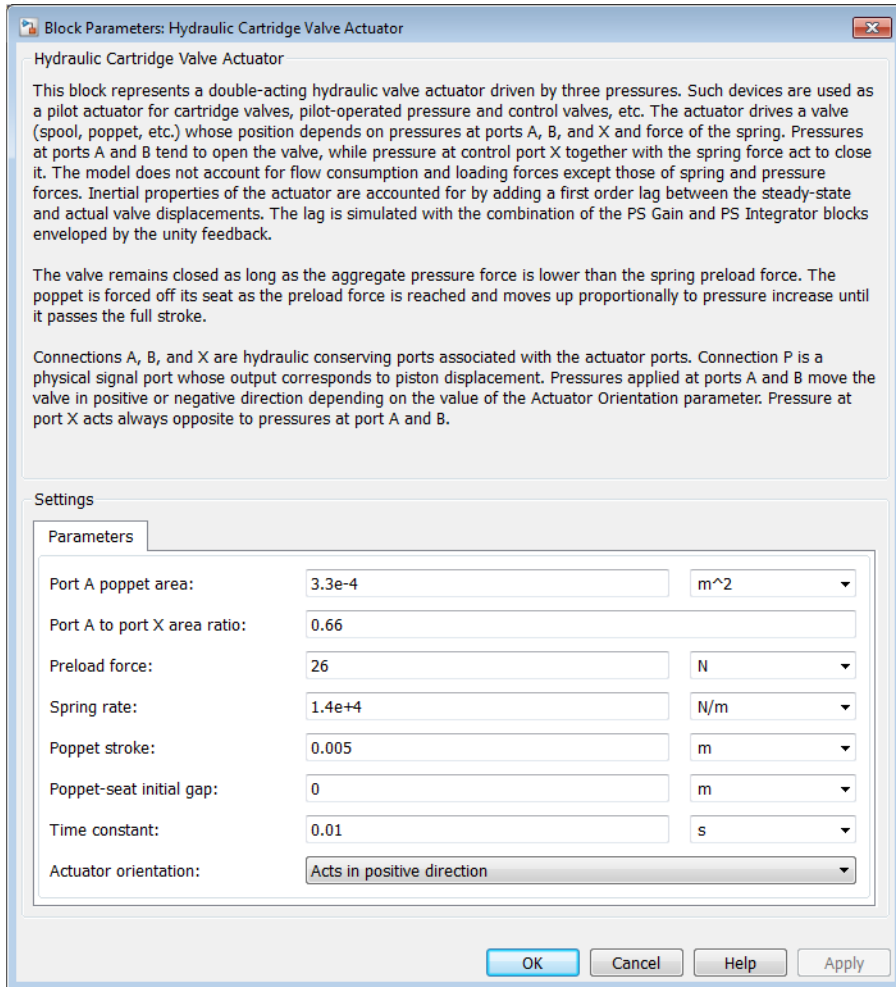 Block Parameters: Hydraulic Cartridge Valve Actuator
Hydraulic Cartridge Valve Actuator
This block represents a double-acting hydraulic valve actuator driven by three pressures. Such devices are used as
a pilot actuator for cartridge valves, pilot-operated pressure and control valves, etc. The actuator drives a valve
(spool, poppet, etc.) whose position depends on pressures at ports A, B, and X and force of the spring. Pressures
at ports A and B tend to open the valve, while pressure at control port X together with the spring force act to close
it. The model does not account for flow consumption and loading forces except those of spring and pressure
forces. Inertial properties of the actuator are accounted for by adding a first order lag between the steady-state
and actual valve displacements. The lag is simulated with the combination of the PS Gain and PS Integrator blocks
enveloped by the unity feedback.
The valve remains closed as long as the aggregate pressure force is lower than the spring preload force. The
poppet is forced off its seat as the preload force is reached and moves up proportionally to pressure increase until
it passes the full stroke.
Connections A, B, and X are hydraulic conserving ports associated with the actuator ports. Connection P is a
physical signal port whose output corresponds to piston displacement. Pressures applied at ports A and B move the
valve in positive or negative direction depending on the value of the Actuator Orientation parameter. Pressure at
port X acts always opposite to pressures at port A and B.
Settings
Parameters
Port A poppet area: 3.3e-4 m^2
Port A to port X area ratio: 0.66
Preload force: 26 N
Spring rate: 1.4e+4 N/m
Poppet stroke: 0.005 m
Poppet-seat initial gap: 0 m
Time constant: 0.01 s
Actuator orientation: Acts in positive direction
OK Cancel Help Apply